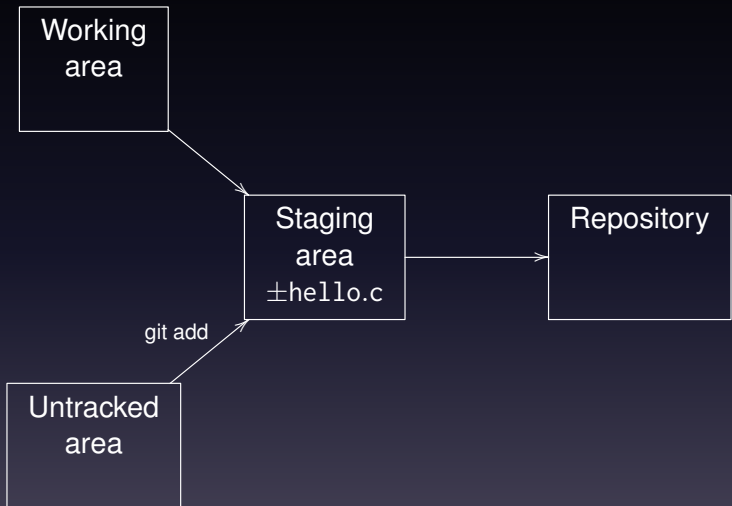 Working
area
Staging
area
±hello.c
Repository
git add
Untracked
area